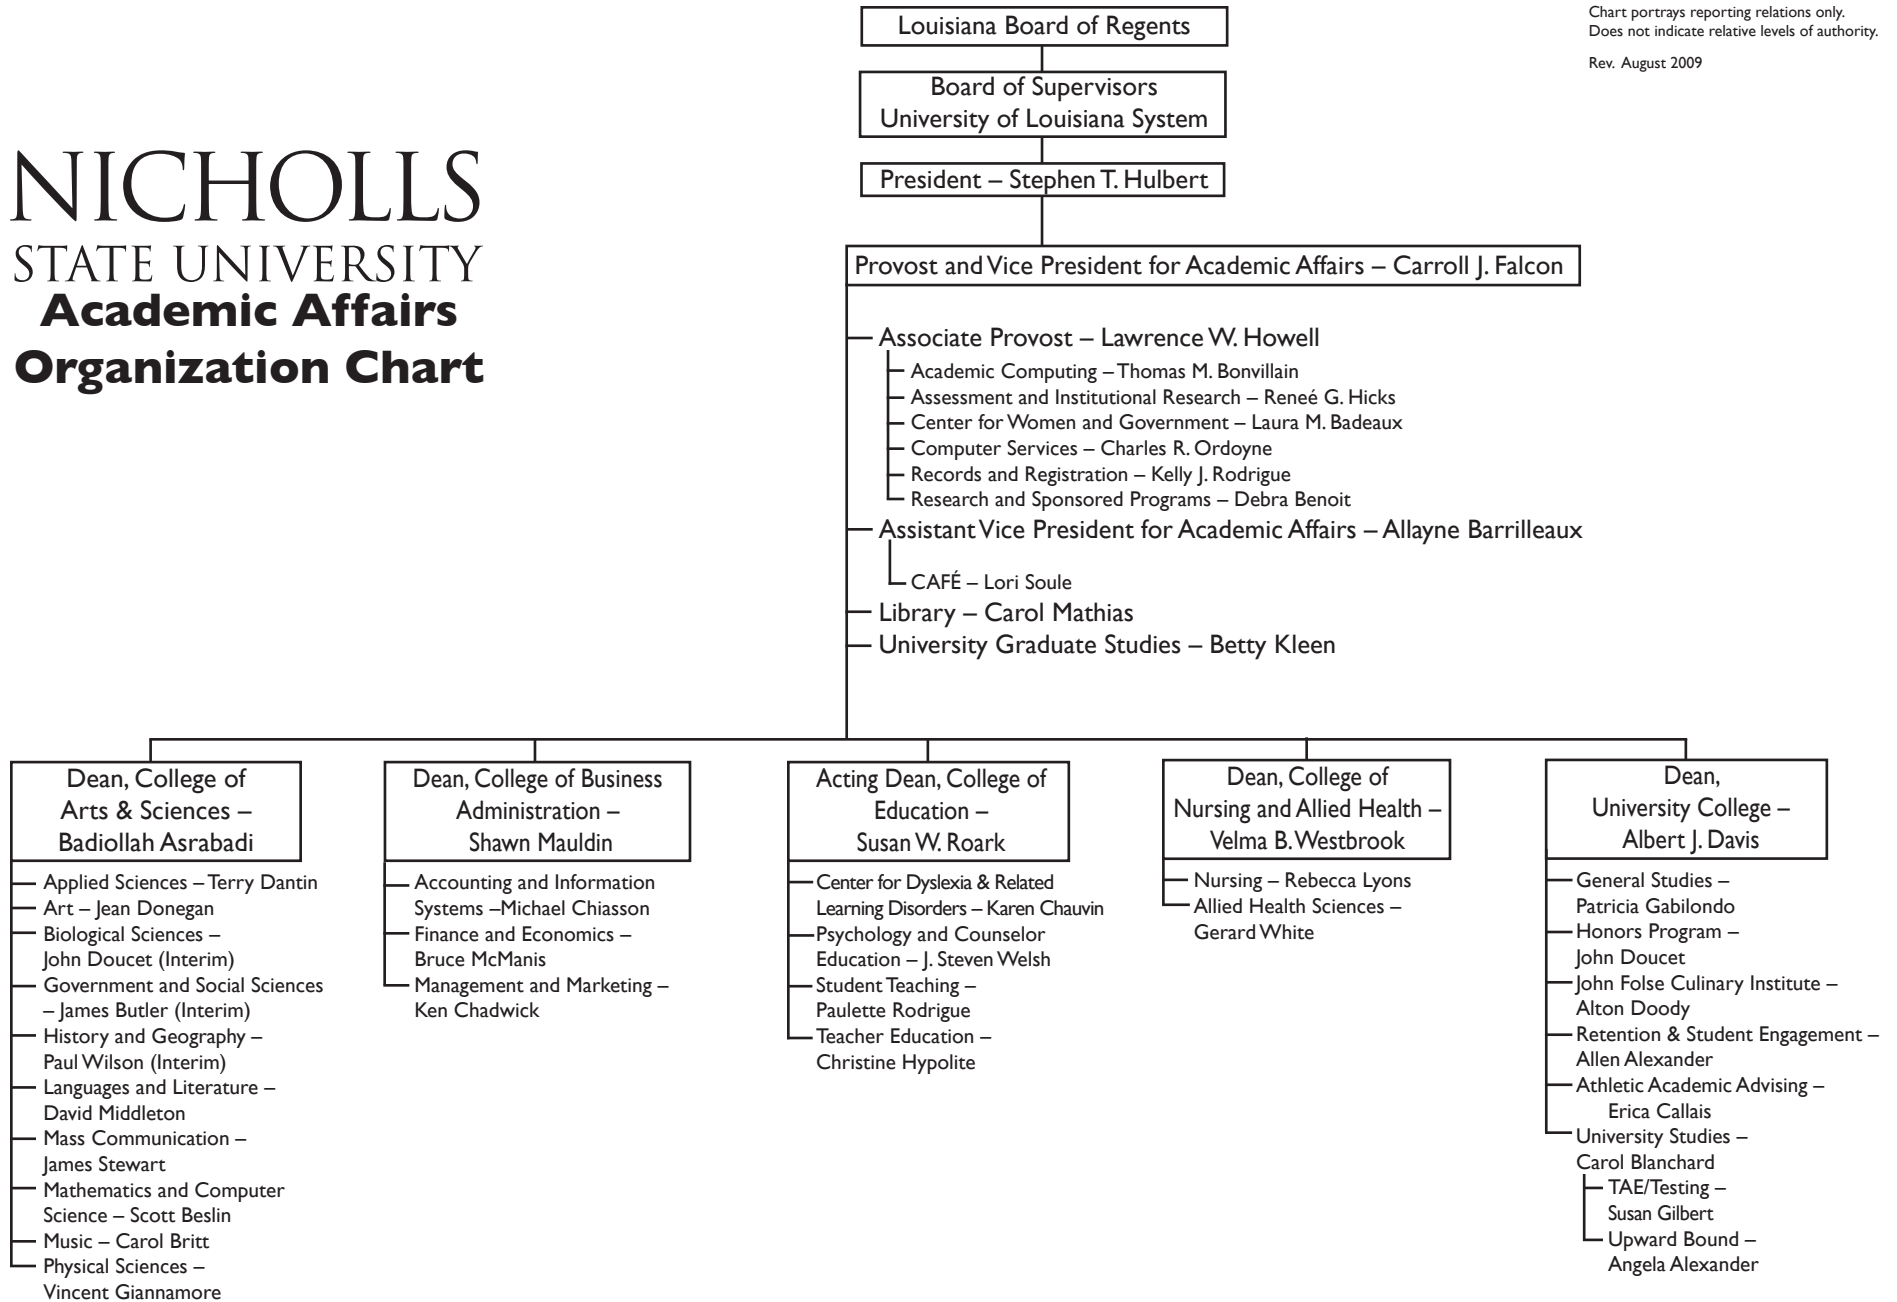 Louisiana Board of Regents
Chart portrays reporting relations only.
Does not indicate relative levels of authority.
Rev. August 2009
Board of Supervisors
University of Louisiana System
President – Stephen T. Hulbert
NICHOLLS
STATE UNIVERSITY
Academic Affairs
Organization Chart
Provost and Vice President for Academic Affairs – Carroll J. Falcon
Associate Provost – Lawrence W. Howell
Academic Computing – Thomas M. Bonvillain
Assessment and Institutional Research – Reneé G. Hicks
Center for Women and Government – Laura M. Badeaux
Computer Services – Charles R. Ordoyne
Records and Registration – Kelly J. Rodrigue
Research and Sponsored Programs – Debra Benoit
Assistant Vice President for Academic Affairs – Allayne Barrilleaux
CAFÉ – Lori Soule
Library – Carol Mathias
University Graduate Studies – Betty Kleen
Dean, College of
Arts & Sciences –
Badiollah Asrabadi
Applied Sciences – Terry Dantin
Art – Jean Donegan
Biological Sciences –
John Doucet (Interim)
Government and Social Sciences
– James Butler (Interim)
History and Geography –
Paul Wilson (Interim)
Languages and Literature –
David Middleton
Mass Communication –
James Stewart
Mathematics and Computer
Science – Scott Beslin
Music – Carol Britt
Physical Sciences –
Vincent Giannamore
Dean, College of Business
Administration –
Shawn Mauldin
Accounting and Information
Systems –Michael Chiasson
Finance and Economics –
Bruce McManis
Management and Marketing –
Ken Chadwick
Acting Dean, College of
Education –
Susan W. Roark
Center for Dyslexia & Related
Learning Disorders – Karen Chauvin
Psychology and Counselor
Education – J. Steven Welsh
Student Teaching –
Paulette Rodrigue
Teacher Education –
Christine Hypolite
Dean, College of
Nursing and Allied Health –
Velma B. Westbrook
Nursing – Rebecca Lyons
Allied Health Sciences –
Gerard White
Dean,
University College –
Albert J. Davis
General Studies –
Patricia Gabilondo
Honors Program –
John Doucet
John Folse Culinary Institute –
Alton Doody
Retention & Student Engagement –
Allen Alexander
Athletic Academic Advising –
Erica Callais
University Studies –
Carol Blanchard
TAE/Testing –
Susan Gilbert
Upward Bound –
Angela Alexander